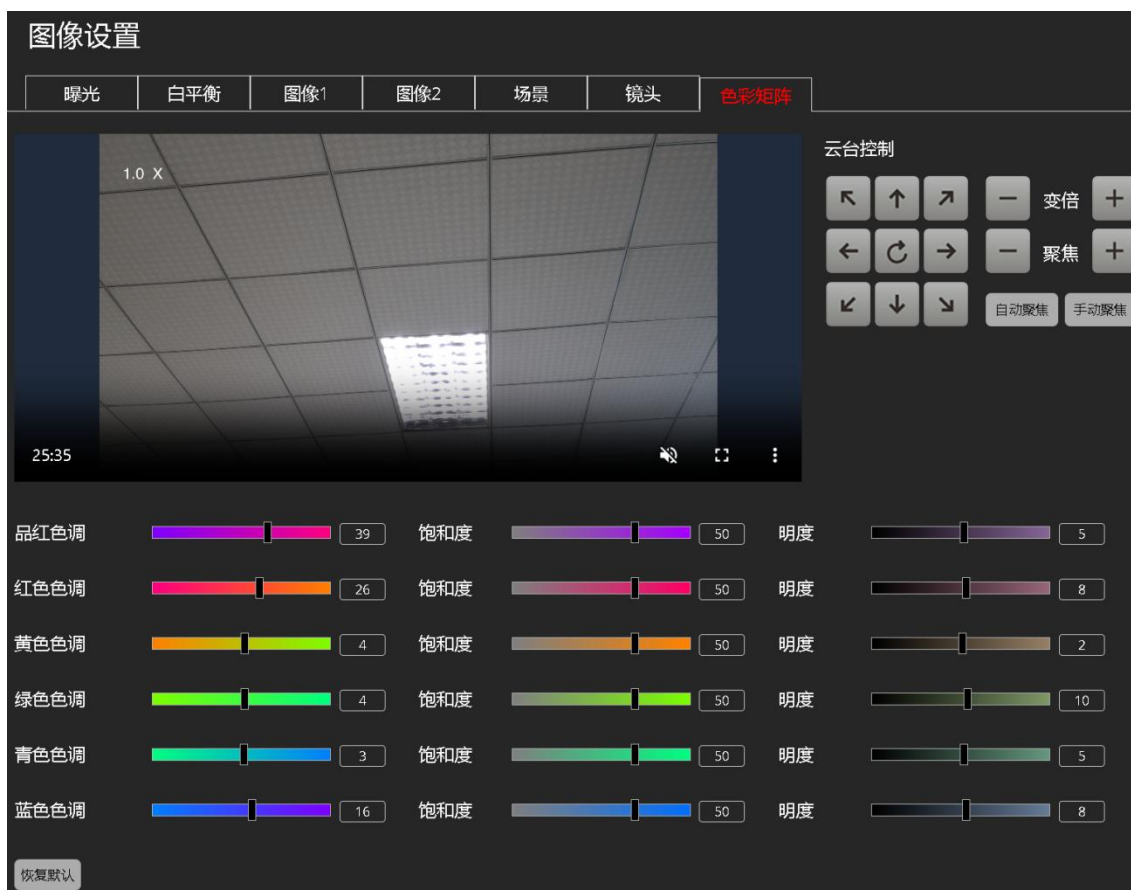 图像设置
曝光 白平衡 图像1 图像2 场景 镜头 色彩矩阵
云台控制
1.0 X
变倍
聚焦
自动聚焦 手动聚焦
25:35
品红色调 39 饱和度 50 明度 5
红色色调 26 饱和度 50 明度 8
黄色色调 4 饱和度 50 明度 2
绿色色调 4 饱和度 50 明度 10
青色色调 3 饱和度 50 明度 5
蓝色色调 16 饱和度 50 明度 8
恢复默认